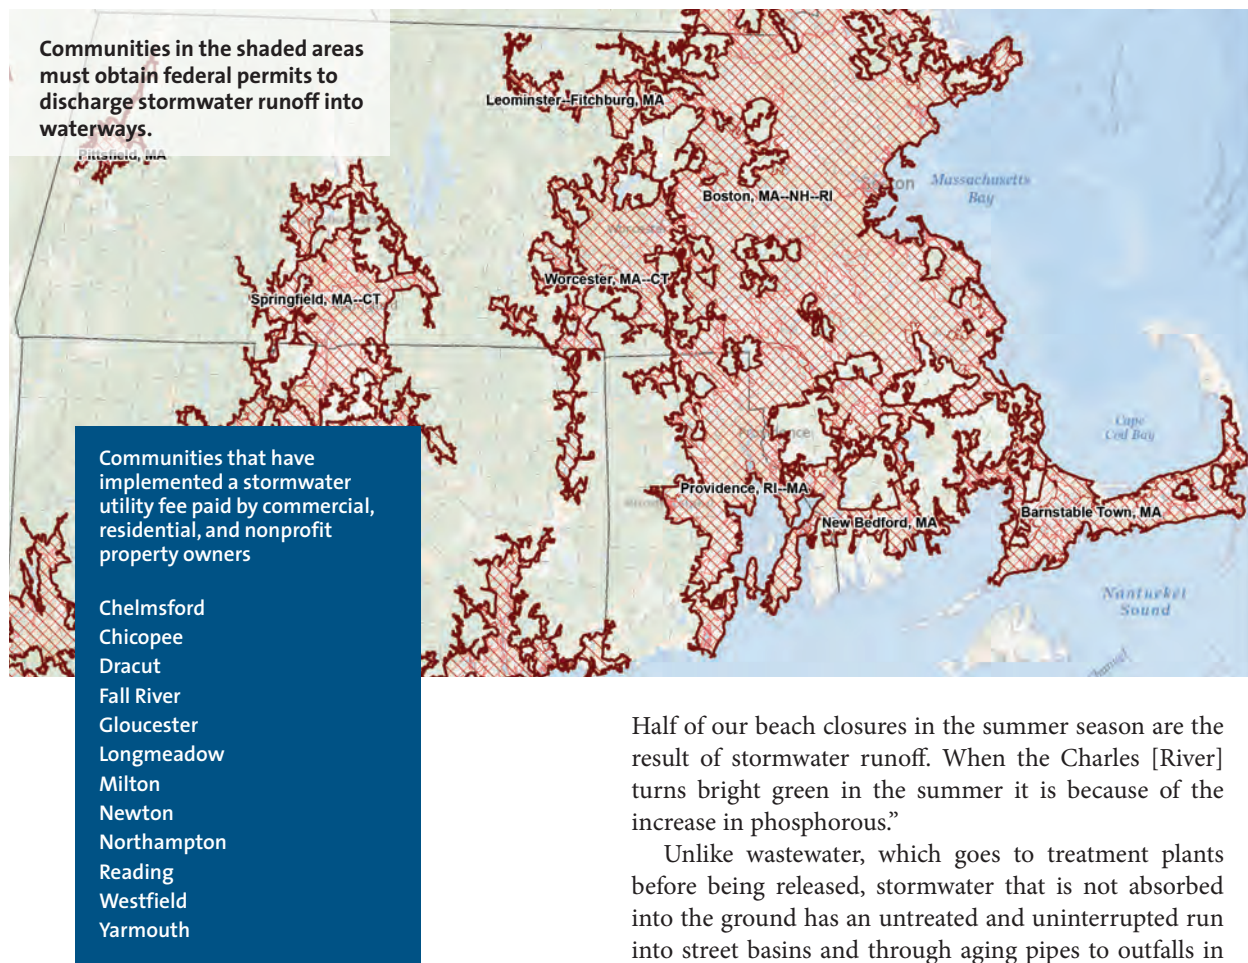 Communities in the shaded areas
must obtain federal permits to
discharge stormwater runoff into
waterways.
Pittsfield, MA
Leominster--Fitchburg, MA
Boston, MA--NH--RI
Boston
Massachusetts
Bay
Worcester
Worcester, MA--CT
Springfield, MA--CT
Cape
Cod Bay
Providence
Providence, RI--MA
New Bedford, MA
Barnstable Town, MA
Nantucket
Sound
Channel
Communities that have
implemented a stormwater
utility fee paid by commercial,
residential, and nonprofit
property owners
Chelmsford
Chicopee
Dracut
Fall River
Gloucester
Longmeadow
Milton
Newton
Northampton
Reading
Westfield
Yarmouth
Half of our beach closures in the summer season are the
result of stormwater runoff. When the Charles [River]
turns bright green in the summer it is because of the
increase in phosphorous.”
Unlike wastewater, which goes to treatment plants
before being released, stormwater that is not absorbed
into the ground has an untreated and uninterrupted run
into street basins and through aging pipes to outfalls in